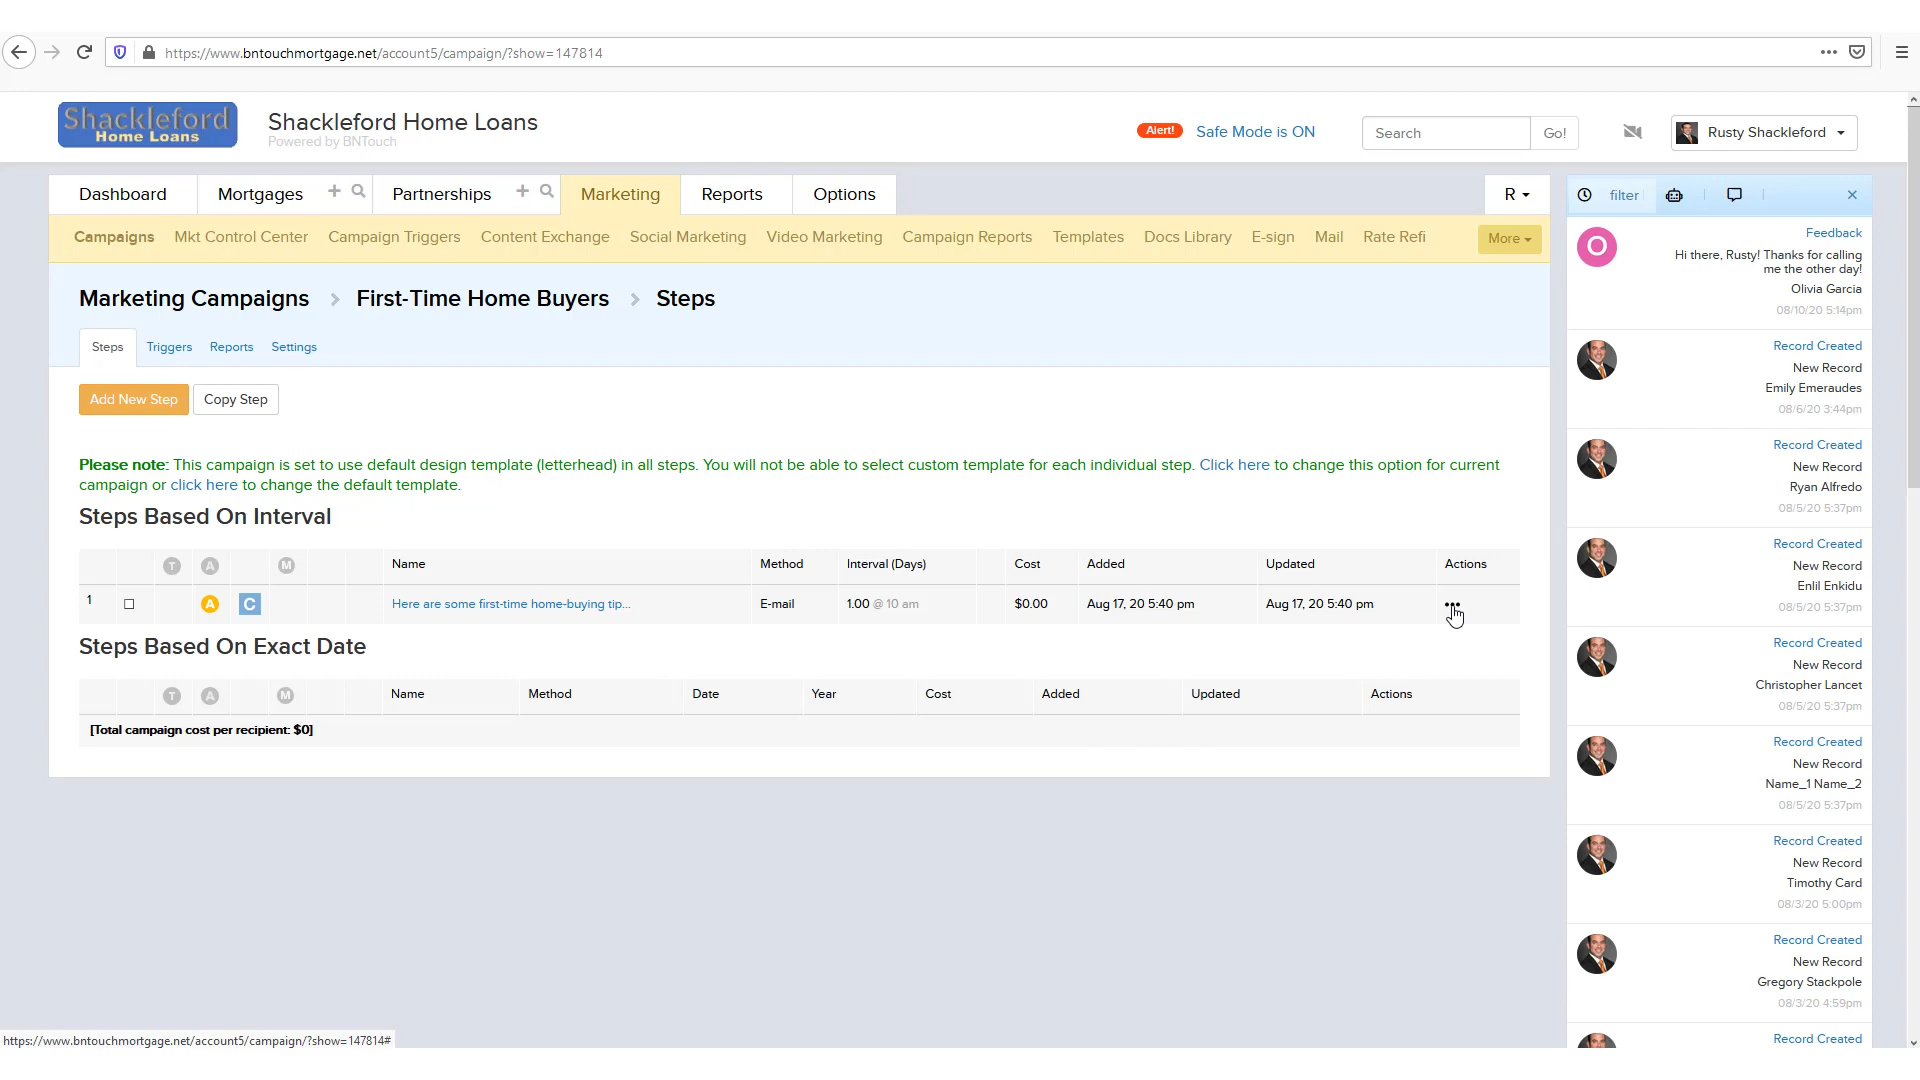 https://www.bntouchmortgage.net/account5/campaign/?show=147814
Shackleford
Home Loans
Shackleford Home Loans
Powered by BNTouch
Alert! Safe Mode is ON
Search Go!
Rusty Shackleford
Dashboard Mortgages Partnerships Marketing Reports Options R
Campaigns Mkt Control Center Campaign Triggers Content Exchange Social Marketing Video Marketing Campaign Reports Templates Docs Library E-sign Mail Rate Refi More
Marketing Campaigns > First-Time Home Buyers > Steps
Steps Triggers Reports Settings
Add New Step Copy Step
Please note: This campaign is set to use default design template (letterhead) in all steps. You will not be able to select custom template for each individual step. Click here to change this option for current
campaign or click here to change the default template.
Steps Based On Interval
T A M Name Method Interval (Days) Cost Added Updated Actions
1 A C Here are some first-time home-buying tip... E-mail 1.00 @ 10 am $0.00 Aug 17, 20 5:40 pm Aug 17, 20 5:40 pm
Steps Based On Exact Date
T A M Name Method Date Year Cost Added Updated Actions
[Total campaign cost per recipient: $0]
filter
O
Feedback
Hi there, Rusty! Thanks for calling
me the other day!
Olivia Garcia
08/10/20 5:14pm
Record Created
New Record
Emily Emeraudes
08/6/20 3:44pm
Record Created
New Record
Ryan Alfredo
08/5/20 5:37pm
Record Created
New Record
Enlil Enkidu
08/5/20 5:37pm
Record Created
New Record
Christopher Lancet
08/5/20 5:37pm
Record Created
New Record
Name_1 Name_2
08/5/20 5:37pm
Record Created
New Record
Timothy Card
08/3/20 5:00pm
Record Created
New Record
Gregory Stackpole
08/3/20 4:59pm
Record Created
https://www.bntouchmortgage.net/account5/campaign/?show=147814#